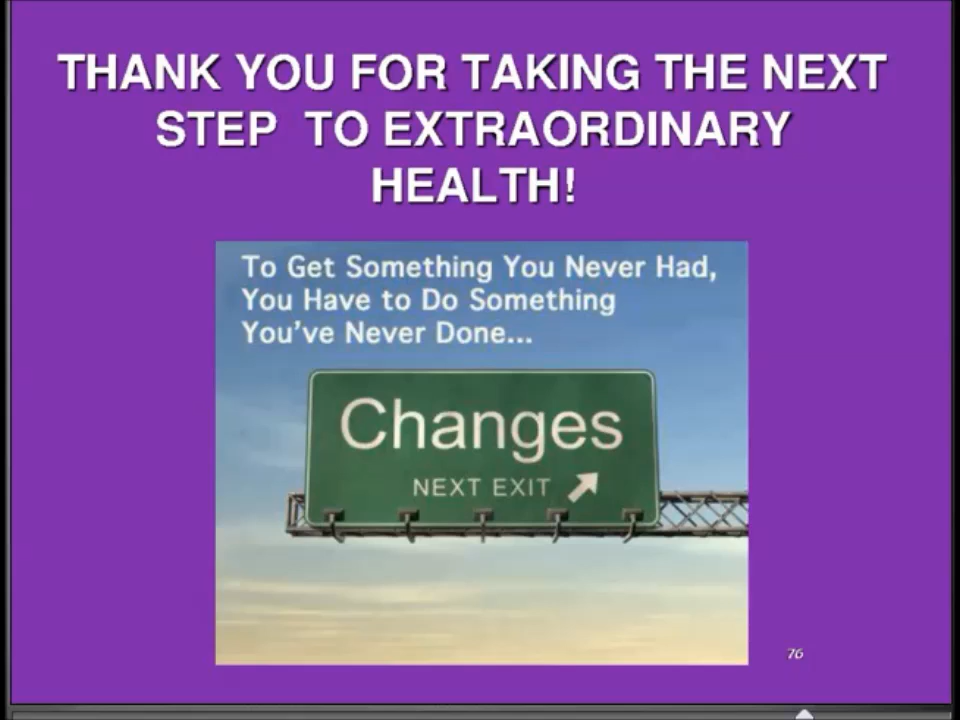 THANK YOU FOR TAKING THE NEXT
STEP TO EXTRAORDINARY
HEALTH!
To Get Something You Never Had,
You Have to Do Something
You've Never Done...
Changes
NEXT EXIT
76